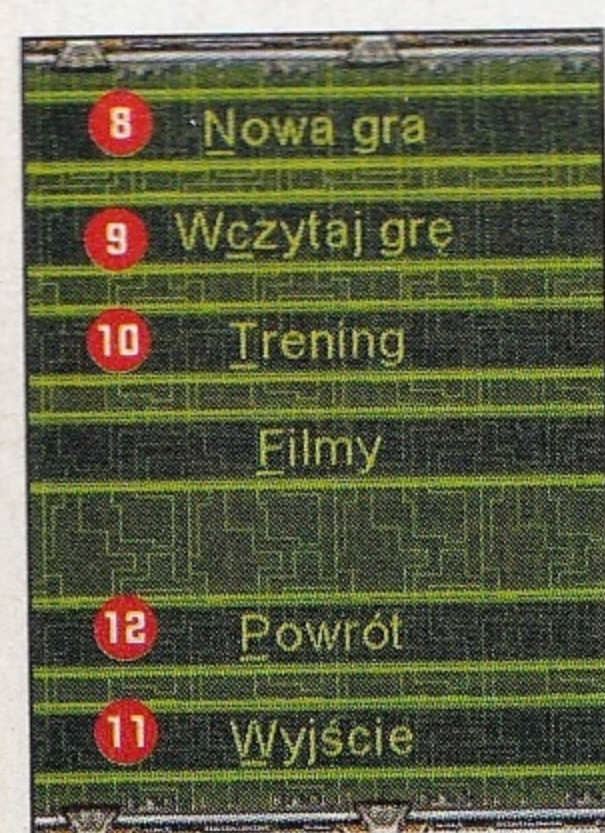 8 Nowa gra
9 Wczytaj grę
10 Trening
Filmy
12 Powrót
11 Wyjście